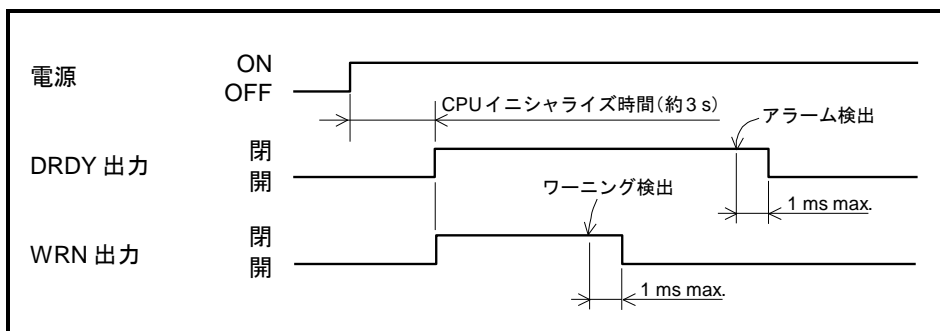 電源
ON
OFF
CPUイニシャライズ時間(約3 s)
アラーム検出
DRDY 出力
閉
開
1 ms max.
ワーニング検出
WRN 出力
閉
開
1 ms max.